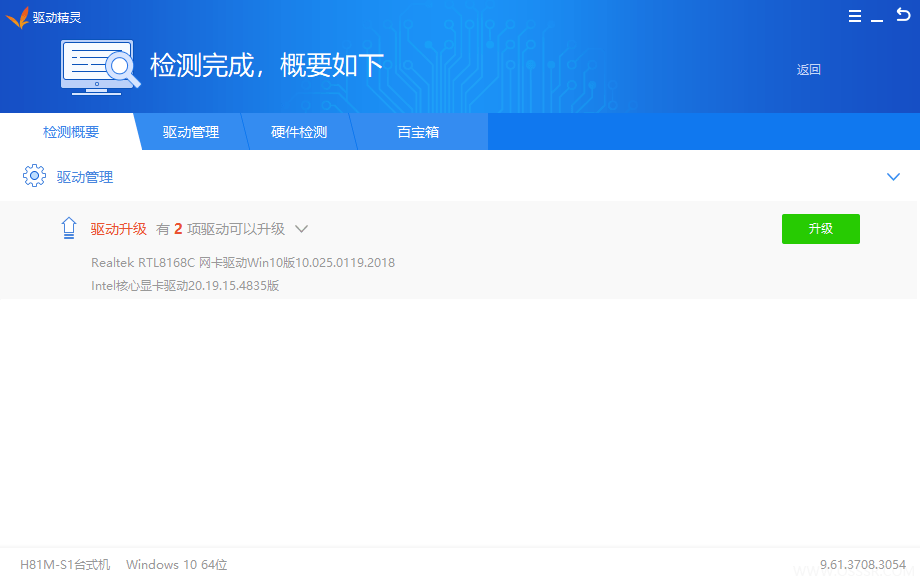 驱动精灵
检测完成，概要如下
返回
检测概要 驱动管理 硬件检测 百宝箱
驱动管理
驱动升级 有 2 项驱动可以升级
升级
Realtek RTL8168C 网卡驱动Win10版10.025.0119.2018
Intel核心显卡驱动20.19.15.4835版
H81M-S1台式机 Windows 10 64位
9.61.3708.3054